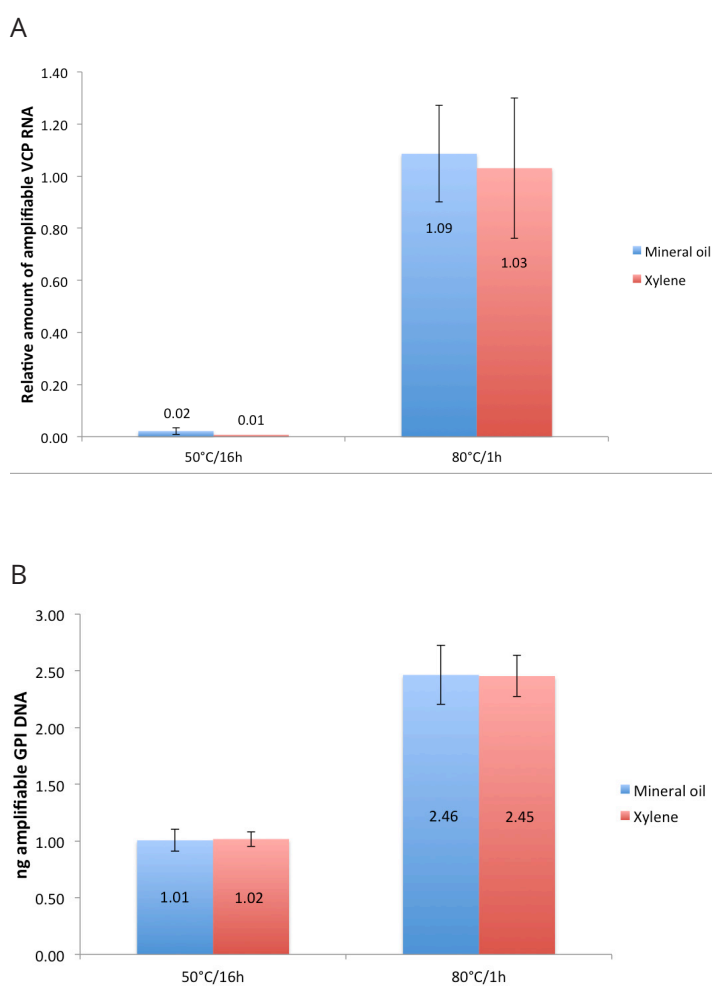 A
Relative amount of amplifiable VCP RNA
1.40
1.20
1.00
0.80
0.60
0.40
0.20
0.00
0.02
0.01
1.09
1.03
50°C/16h
80°C/1h
Mineral oil
Xylene
B
ng amplifiable GPI DNA
3.00
2.50
2.00
1.50
1.00
0.50
0.00
1.01
1.02
2.46
2.45
50°C/16h
80°C/1h
Mineral oil
Xylene